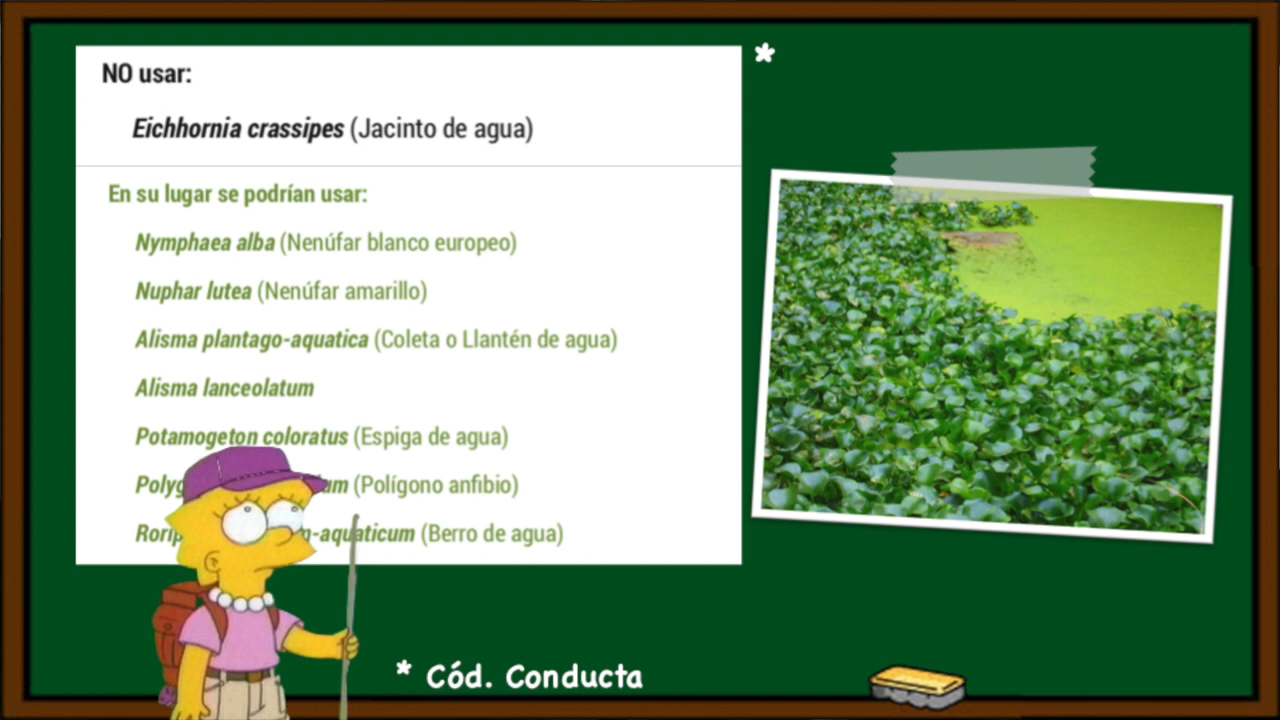 NO usar:
*
Eichhornia crassipes (Jacinto de agua)
En su lugar se podrían usar:
Nymphaea alba (Nenúfar blanco europeo)
Nuphar lutea (Nenúfar amarillo)
Alisma plantago-aquatica (Coleta o Llantén de agua)
Alisma lanceolatum
Potamogeton coloratus (Espiga de agua)
(Polígono anfibio)
(Berro de agua)
* Cód. Conducta